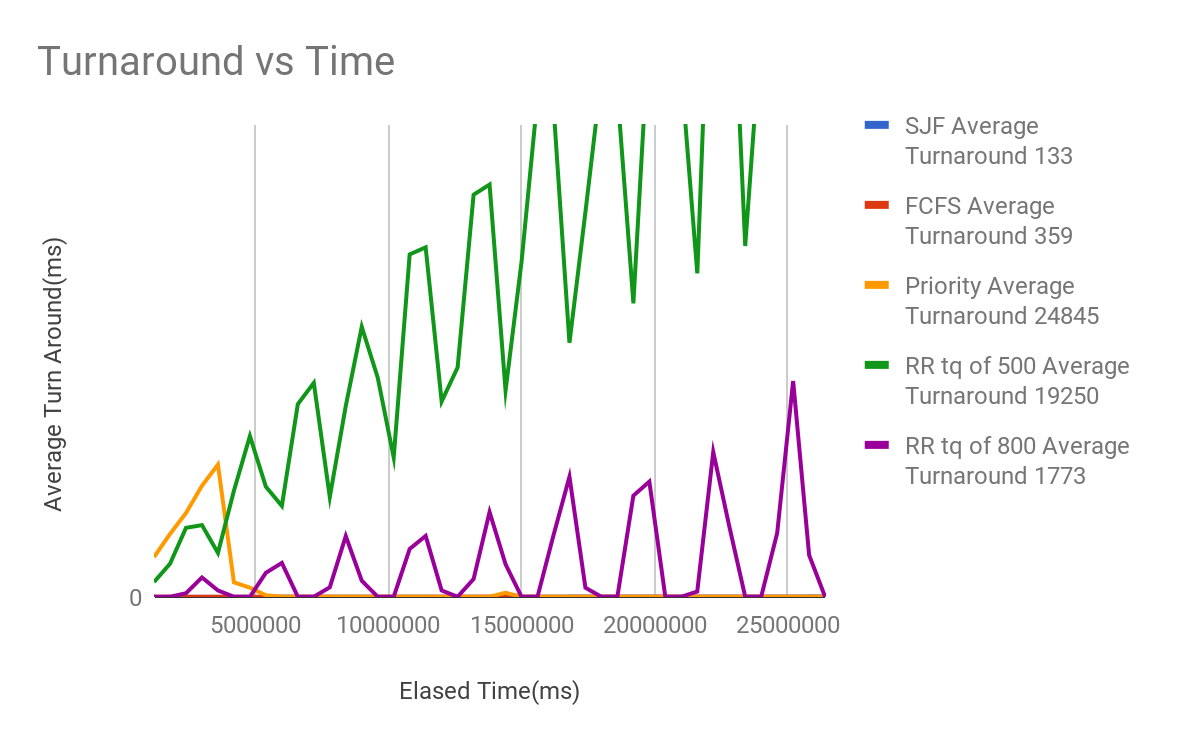 Turnaround vs Time
SJF Average
Turnaround 133
FCFS Average
Turnaround 359
Priority Average
Turnaround 24845
RR tq of 500 Average
Turnaround 19250
RR tq of 800 Average
Turnaround 1773
Average Turn Around(ms)
0
5000000
10000000
15000000
20000000
25000000
Elased Time(ms)